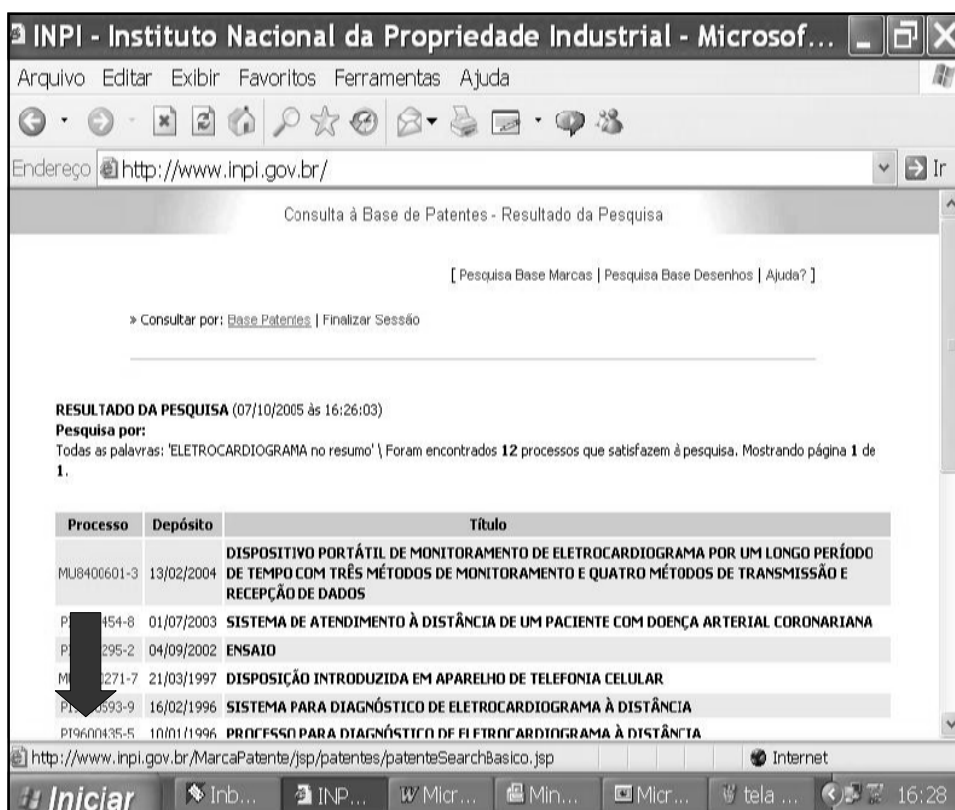 INPI - Instituto Nacional da Propriedade Industrial - Microsof...
Arquivo Editar Exibir Favoritos Ferramentas Ajuda
Endereço http://www.inpi.gov.br/ Ir
Consulta à Base de Patentes - Resultado da Pesquisa
[ Pesquisa Base Marcas | Pesquisa Base Desenhos | Ajuda? ]
» Consultar por: Base Patentes | Finalizar Sessão
RESULTADO DA PESQUISA (07/10/2005 às 16:26:03)
Pesquisa por:
Todas as palavras: 'ELETROCARDIOGRAMA no resumo' \ Foram encontrados 12 processos que satisfazem à pesquisa. Mostrando página 1 de
1.
Processo Depósito Título
DISPOSITIVO PORTÁTIL DE MONITORAMENTO DE ELETROCARDIOGRAMA POR UM LONGO PERÍODO
MU8400601-3 13/02/2004 DE TEMPO COM TRÊS MÉTODOS DE MONITORAMENTO E QUATRO MÉTODOS DE TRANSMISSÃO E
RECEPÇÃO DE DADOS
454-8 01/07/2003 SISTEMA DE ATENDIMENTO À DISTÂNCIA DE UM PACIENTE COM DOENÇA ARTERIAL CORONARIANA
295-2 04/09/2002 ENSAIO
271-7 21/03/1997 DISPOSIÇÃO INTRODUZIDA EM APARELHO DE TELEFONIA CELULAR
593-9 16/02/1996 SISTEMA PARA DIAGNÓSTICO DE ELETROCARDIOGRAMA À DISTÂNCIA
PI9600435-5 10/01/1996 PROCESSO PARA DIAGNÓSTICO DE ELETROCARDIOGRAMA À DISTÂNCIA
http://www.inpi.gov.br/MarcaPatente/jsp/patentes/patenteSearchBasico.jsp Internet
Iniciar Inb... INP... Micr... Min... Micr... tela ... 16:28